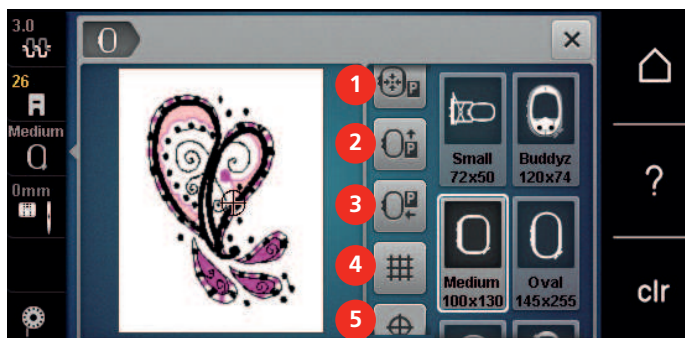 3.0
26
Medium
0mm
1
P
2
P
3
P
4
5
Small
72x50
Buddyz
120x74
Medium
100x130
Oval
145x255
?
clr